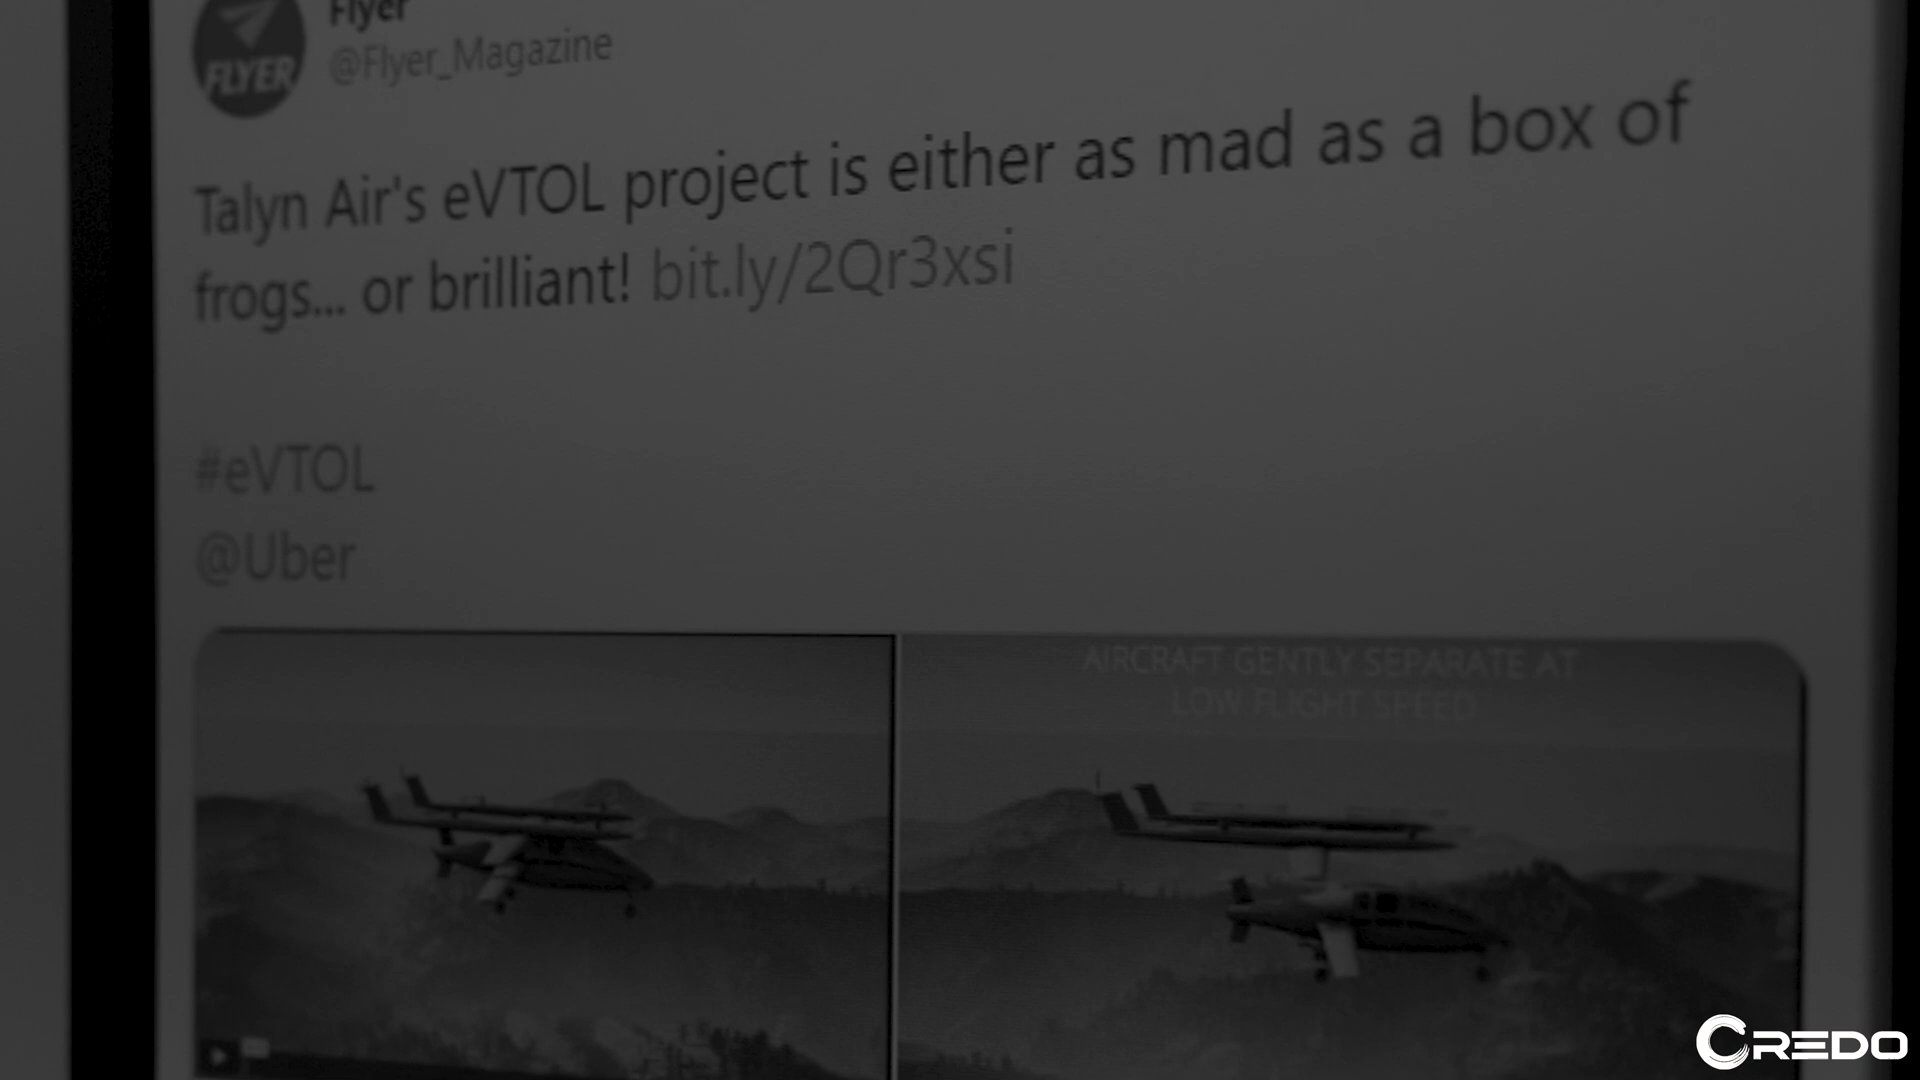 Flyer
FLYER
@Flyer_Magazine
Talyn Air's eVTOL project is either as mad as a box of
frogs... or brilliant! bit.ly/2Qr3xsi
#eVTOL
@Uber
AIRCRAFT GENTLY SEPARATE AT
LOW FLIGHT SPEED
CREDO